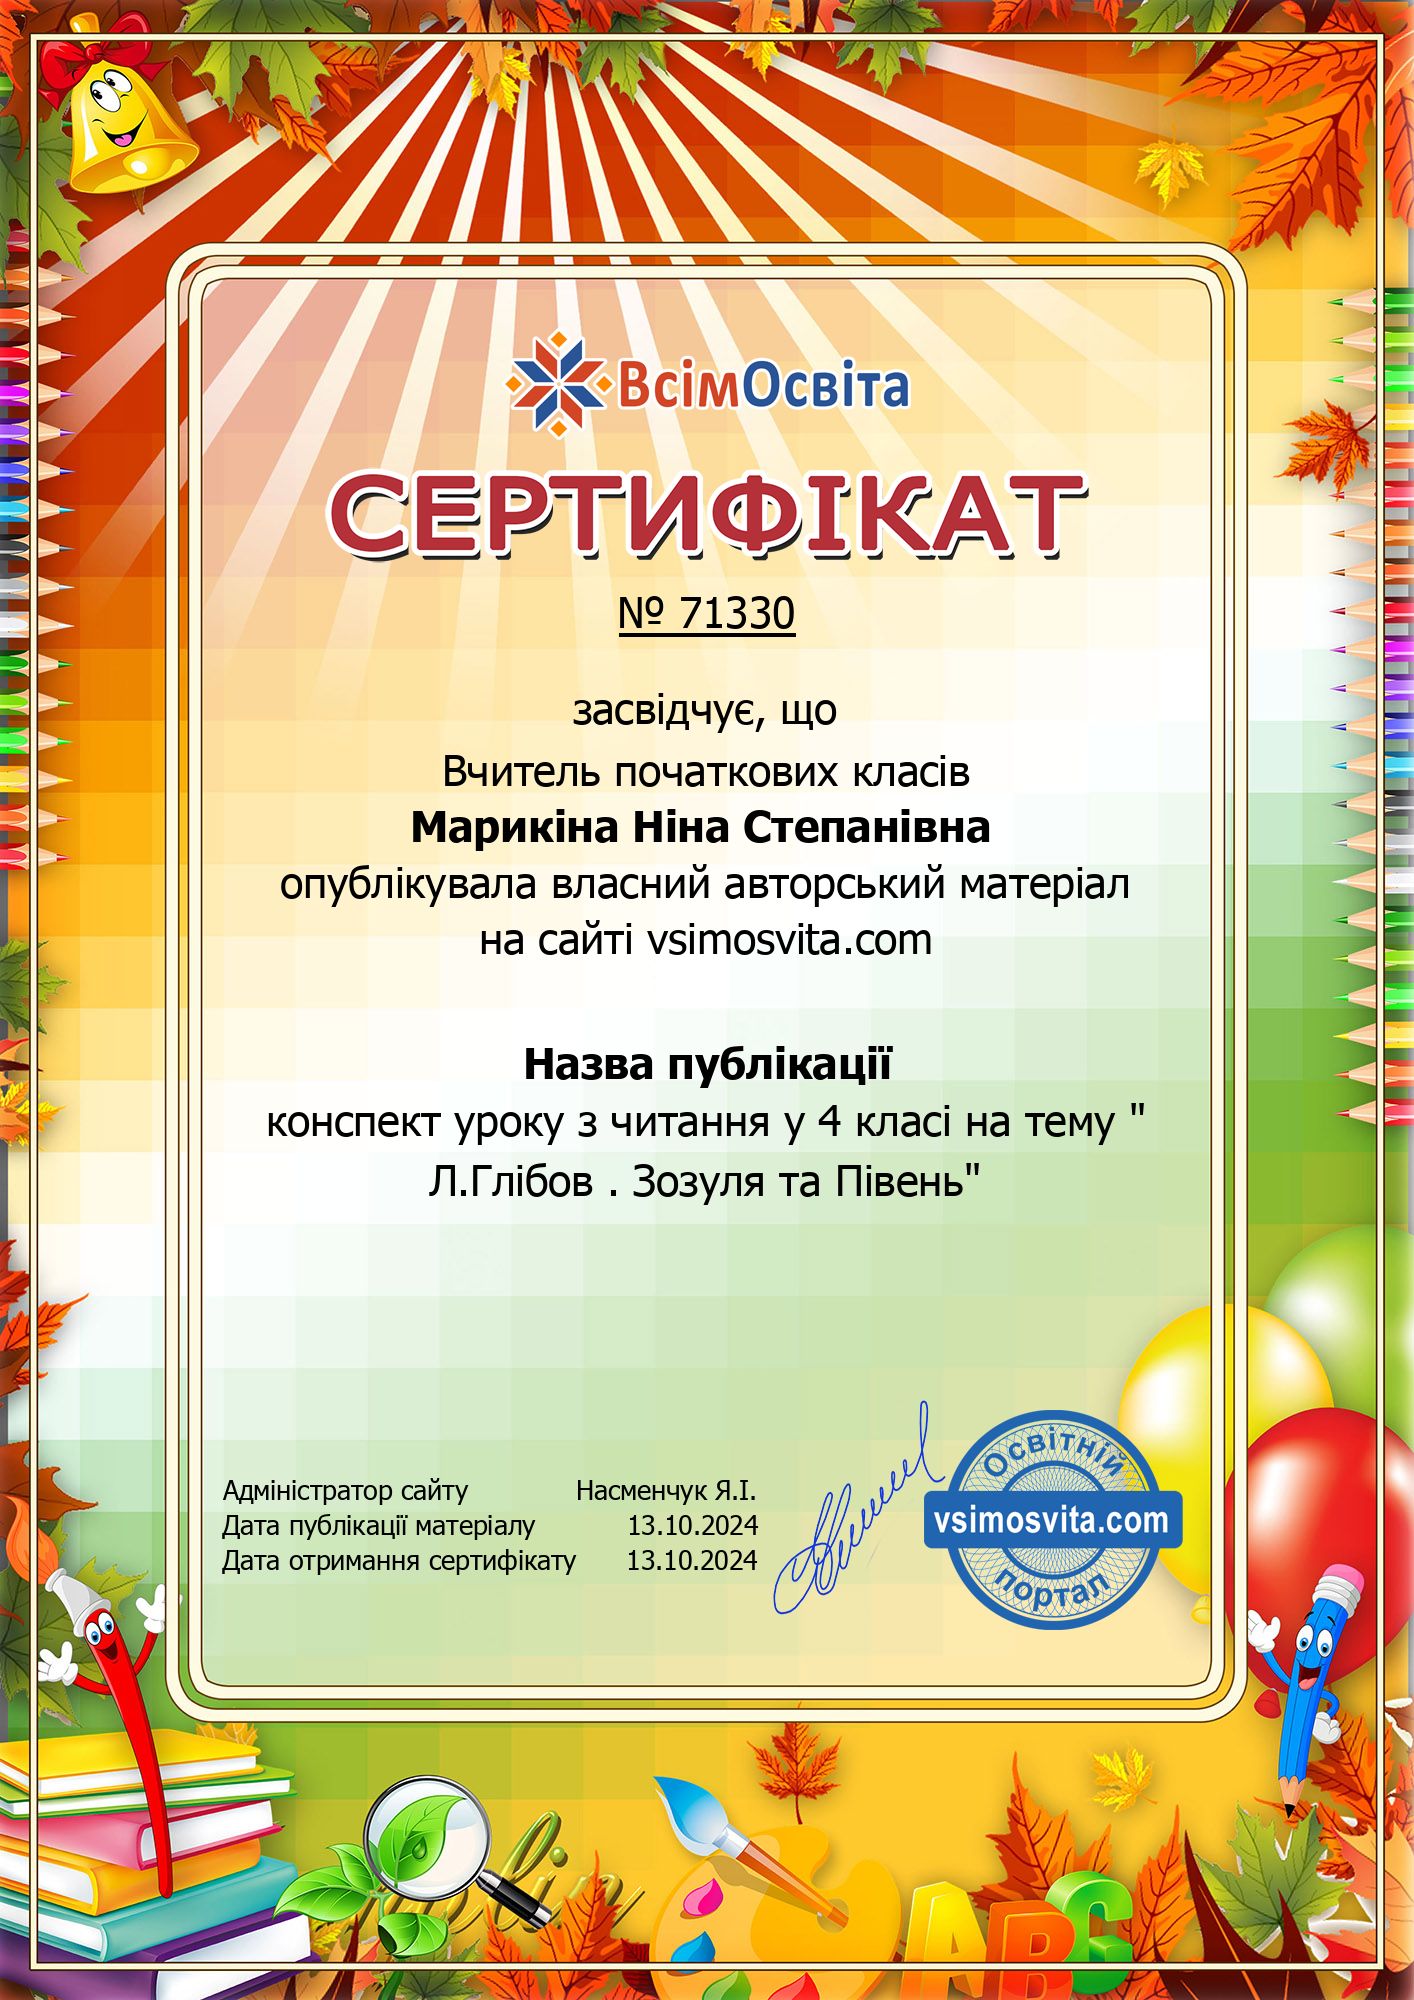 ВсімОсвіта
СЕРТИФІКАТ
№ 71330
засвідчує, що
Вчитель початкових класів
Марикіна Ніна Степанівна
опублікувала власний авторський матеріал
на сайті vsimosvita.com
Назва публікації
конспект уроку з читання у 4 класі на тему "
Л.Глібов . Зозуля та Півень"
Адміністратор сайту Насменчук Я.І.
Дата публікації матеріалу 13.10.2024
Дата отримання сертифікату 13.10.2024
Освітній
vsimosvita.com
портал
ABC